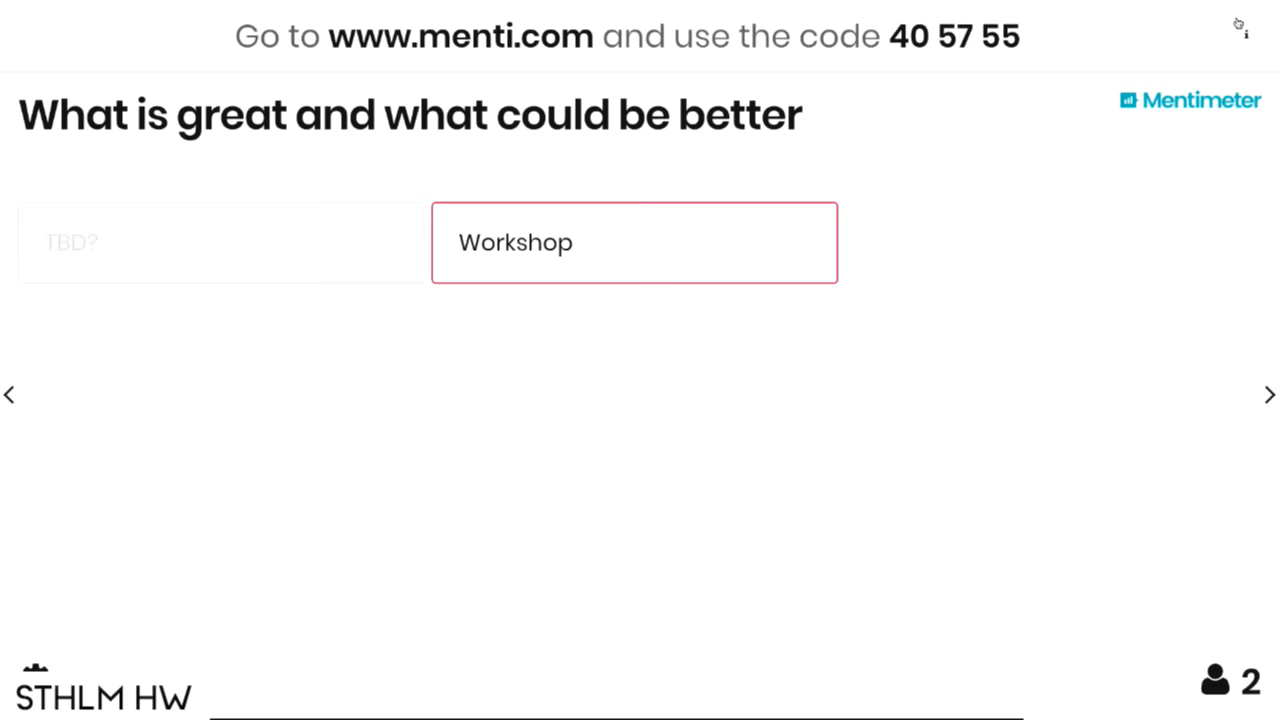 Go to www.menti.com and use the code 40 57 55
Mentimeter
What is great and what could be better
TBD?
Workshop
STHLM HW
2